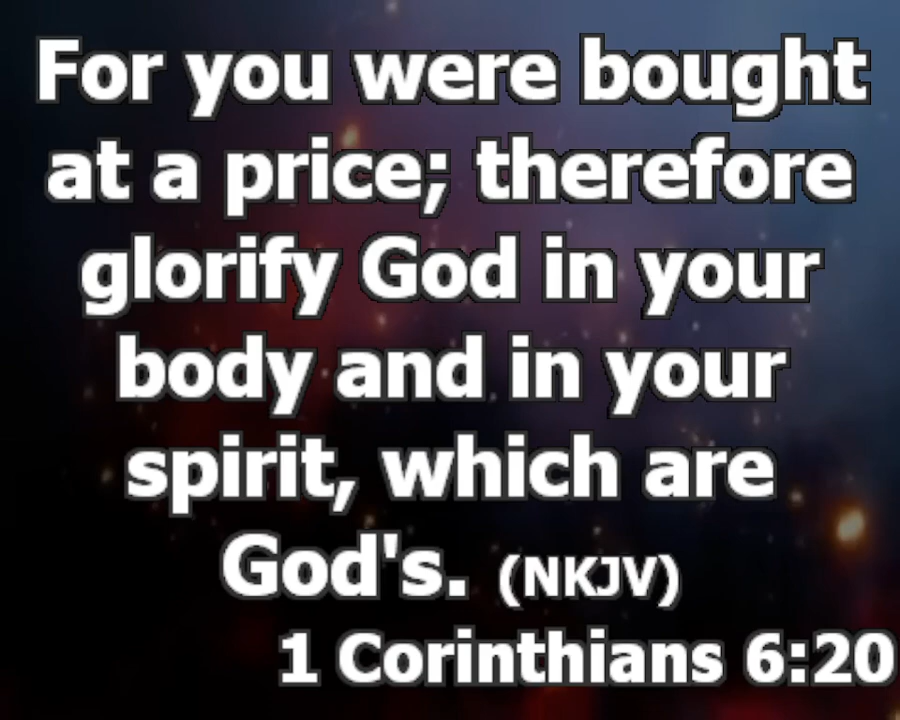 For you were bought
at a price; therefore
glorify God in your
body and in your
spirit, which are
God's. (NKJV)
1 Corinthians 6:20